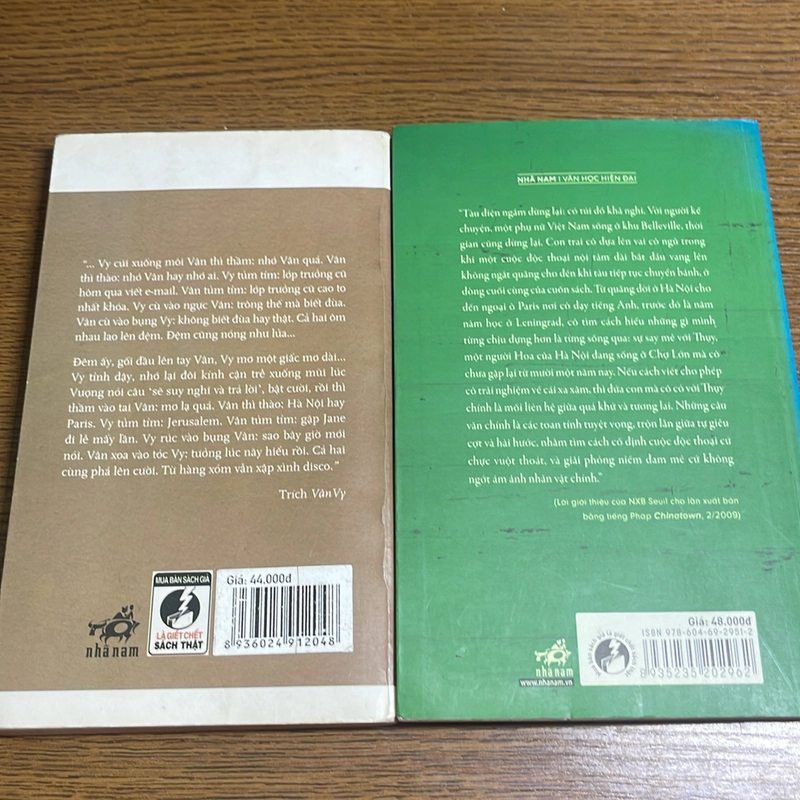 "... Vy cúi xuống môi Vân thì thầm: nhớ Vân quá. Vân
thì thào: nhớ Vân hay nhớ ai. Vy tủm tỉm: lớp trưởng cũ
hôm qua viết e-mail. Vân tủm tỉm: lớp trưởng cũ cao to
nhất khóa. Vy cù vào ngực Vân: trông thế mà biết đùa.
Vân cù vào bụng Vy: không biết đùa hay thật. Cả hai ôm
nhau lao lên đệm. Đệm cũng nóng như lúa...
Đêm ấy, gối đầu lên tay Vân, Vy mơ một giấc mơ dài...
Vy tỉnh dậy, nhớ lại đôi kính cận trễ xuống mũi lúc
Vượng nói câu 'sẽ suy nghĩ và trả lời', bật cười, rồi thì
thầm vào tai Vân: mơ lạ quá. Vân thì thào: Hà Nội hay
Paris. Vy tủm tỉm: Jerusalem. Vân tủm tỉm: gặp Jane
đi lễ mấy lần. Vy rúc vào bụng Vân: sao bây giờ mới
nói. Vân xoa vào tóc Vy: tưởng lúc này hiểu rồi. Cả hai
cùng phá lên cười. Từ hàng xóm vẳn xập xình disco."
Trích Vân Vy
MUA BÁN SÁCH GIẢ
LÀ GIẾT CHẾT
SÁCH THẬT
Giá: 44.000đ
8 936024 912048
nhã nam
NHÃ NAM | VĂN HỌC HIỆN ĐẠI
"Tàu điện ngầm dừng lại: có túi đồ khả nghi. Với người kể
chuyện, một phụ nữ Việt Nam sống ở khu Belleville, thời
gian cũng dừng lại. Con trai cô dựa lên vai cô ngủ trong
khi một cuộc độc thoại nội tâm dài bắt đầu vang lên
không ngắt quãng cho đến khi tàu tiếp tục chuyển bánh, ở
dòng cuối cùng của cuốn sách. Từ quãng đời ở Hà Nội cho
đến ngoại ô Paris nơi cô dạy tiếng Anh, trước đó là năm
năm học ở Leningrad, cô tìm cách hiểu những gì mình
từng chịu đựng hơn là từng sống qua: sự say mê với Thụy,
một người Hoa của Hà Nội đang sống ở Chợ Lớn mà cô
chưa gặp lại từ mười một năm nay. Nếu cách viết cho phép
cô trải nghiệm về cái xa xăm, thì đứa con mà cô có với Thụy
chính là mối liên hệ giữa quá khứ và tương lai. Những câu
văn chính là các toan tính tuyệt vọng, trộn lẫn giữa tự giễu
cợt và hài hước, nhằm tìm cách cố định cuộc độc thoại cứ
chực vuột thoát, và giải phóng niềm đam mê cứ không
ngớt ám ảnh nhân vật chính."
(Lời giới thiệu của NXB Seuil cho lần xuất bản
bằng tiếng Pháp Chinatown, 2/2009)
nhã nam
www.nhanam.vn
Giá: 48.000đ
ISBN 978-604-69-2951-2
8 935235 202962